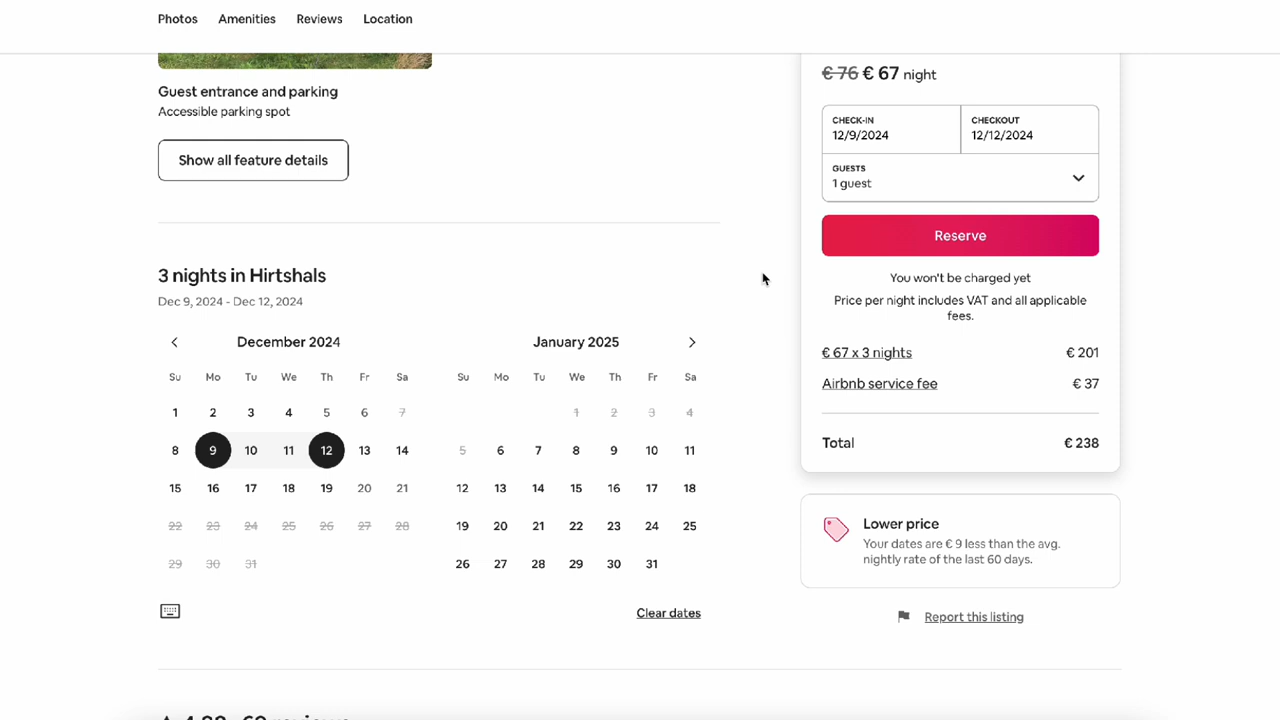 Photos Amenities Reviews Location
Guest entrance and parking
Accessible parking spot
Show all feature details
3 nights in Hirtshals
Dec 9, 2024 - Dec 12, 2024
December 2024
Su Mo Tu We Th Fr Sa
1 2 3 4 5 6 7
8 9 10 11 12 13 14
15 16 17 18 19 20 21
22 23 24 25 26 27 28
29 30 31
January 2025
Su Mo Tu We Th Fr Sa
1 2 3 4
5 6 7 8 9 10 11
12 13 14 15 16 17 18
19 20 21 22 23 24 25
26 27 28 29 30 31
Clear dates
€ 76 € 67 night
CHECK-IN
12/9/2024
CHECKOUT
12/12/2024
GUESTS
1 guest
Reserve
You won't be charged yet
Price per night includes VAT and all applicable
fees.
€ 67 x 3 nights € 201
Airbnb service fee € 37
Total € 238
Lower price
Your dates are € 9 less than the avg.
nightly rate of the last 60 days.
Report this listing